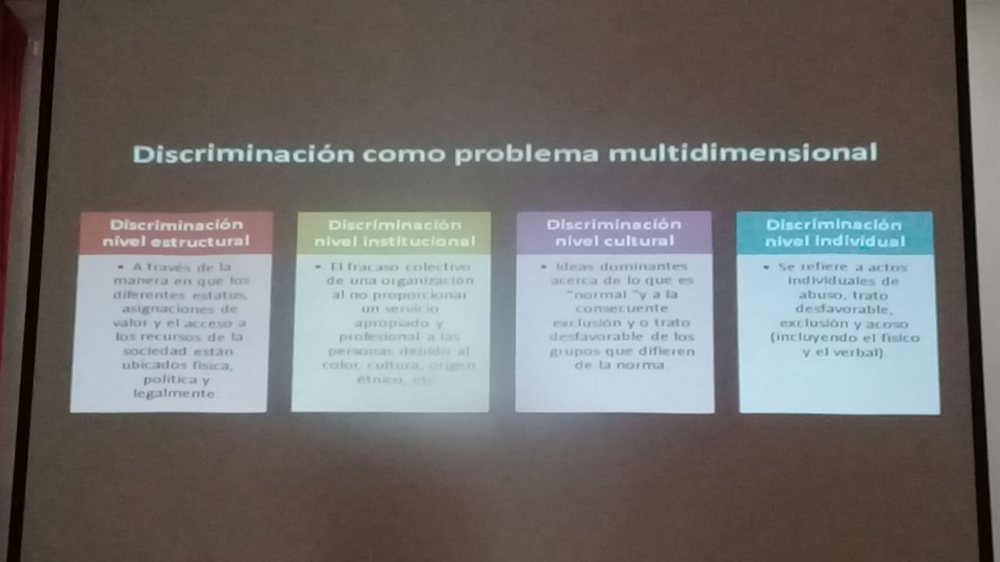 Discriminación como problema multidimensional
Discriminación
nivel estructural
• A través de la
manera en que los
diferentes estatus,
asignaciones de
valor y el acceso a
los recursos de la
sociedad están
ubicados física,
política y
legalmente.
Discriminación
nivel institucional
• El fracaso colectivo
de una organización
al no proporcionar
un servicio
apropiado y
profesional a las
personas debido al
color, cultura, origen
étnico, etc.
Discriminación
nivel cultural
• Ideas dominantes
acerca de lo que es
"normal "y a la
consecuente
exclusión y o trato
desfavorable de los
grupos que difieren
de la norma.
Discriminación
nivel individual
• Se refiere a actos
individuales de
abuso, trato
desfavorable,
exclusión y acoso
(incluyendo el físico
y el verbal).